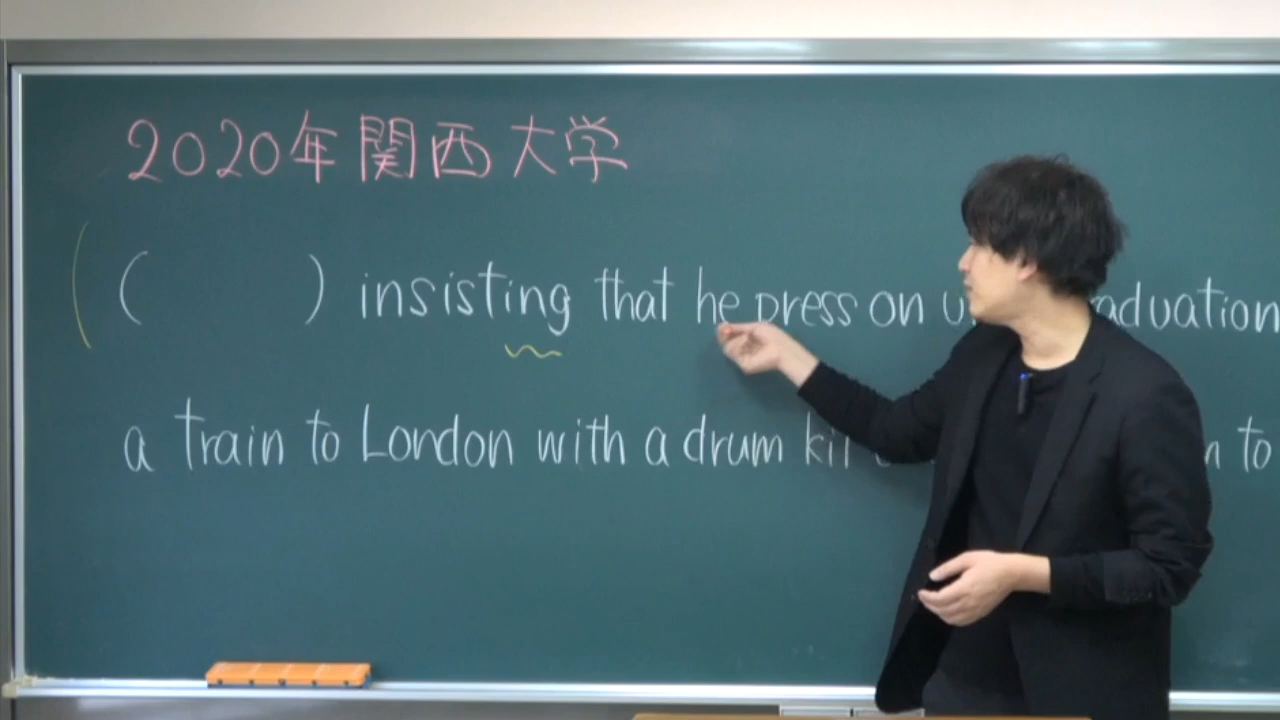 2020年関西大学
( ) insisting that he press on
a train to London with a drum to